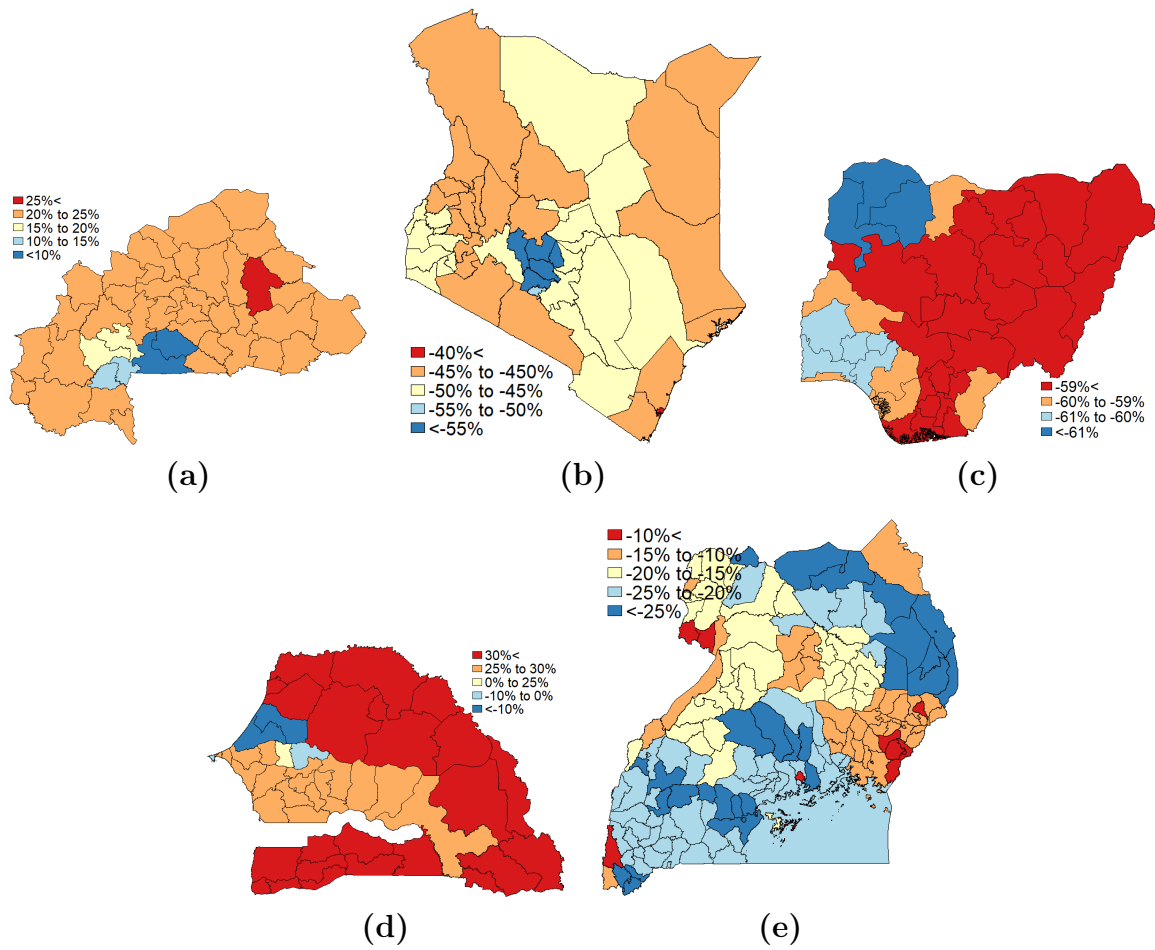 25%<
20% to 25%
15% to 20%
10% to 15%
<10%
(a)
-40%<
-45% to -450%
-50% to -45%
-55% to -50%
<-55%
(b)
-59%<
-60% to -59%
-61% to -60%
<-61%
(c)
30%<
25% to 30%
0% to 25%
-10% to 0%
<-10%
(d)
-10%<
-15% to -10%
-20% to -15%
-25% to -20%
<-25%
(e)